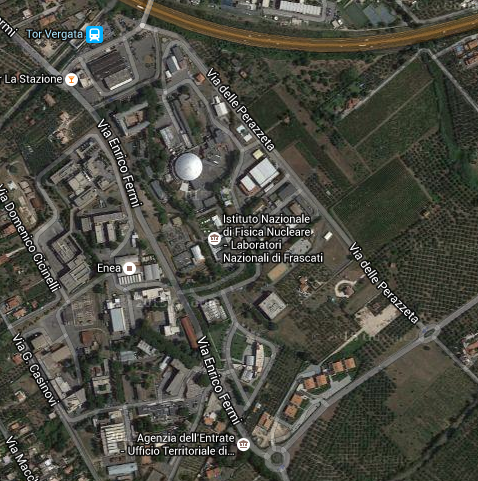 Fermi
Tor Vergata
r La Stazione
Via delle Perazzeta
Via Enrico Fermi
Via Domenico Cicinelli
Istituto Nazionale
di Fisica Nucleare
- Laboratori
Nazionali di Frascati
Enea
Via delle Perazzeta
Via G. Casinovi
Via Enrico Fermi
Via Macch
Agenzia dell'Entrate
- Ufficio Territoriale di...